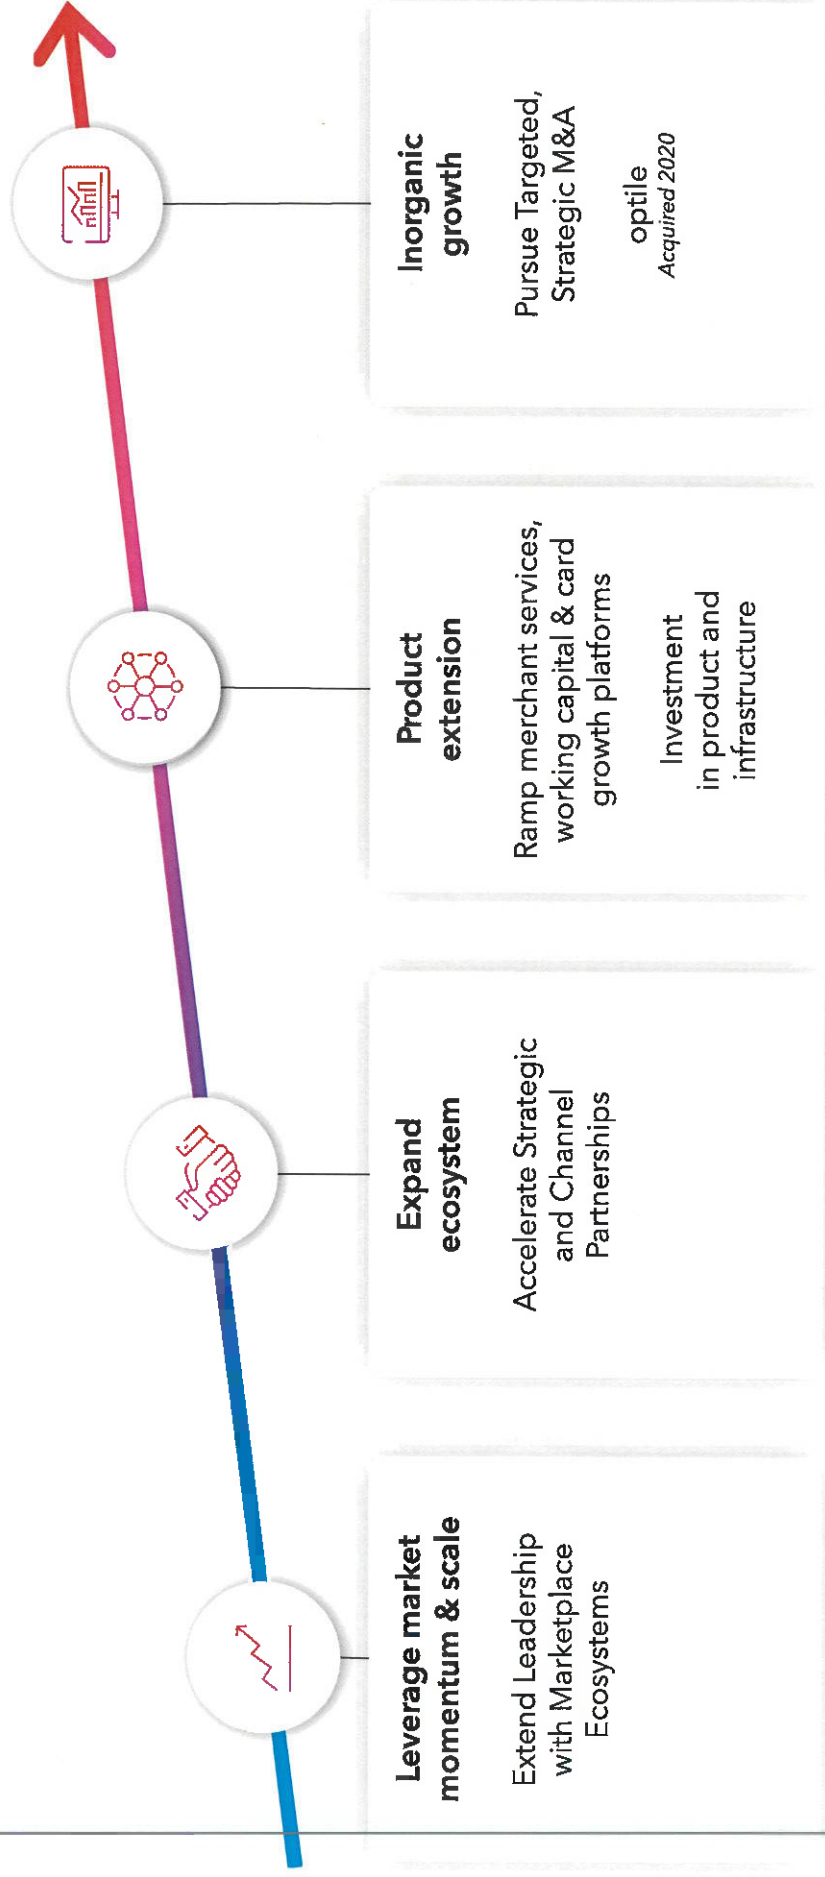 Leverage market
momentum & scale
Extend Leadership
with Marketplace
Ecosystems
Expand
ecosystem
Accelerate Strategic
and Channel
Partnerships
Product
extension
Ramp merchant services,
working capital & card
growth platforms
Investment
in product and
infrastructure
Inorganic
growth
Pursue Targeted,
Strategic M&A
optile
Acquired 2020